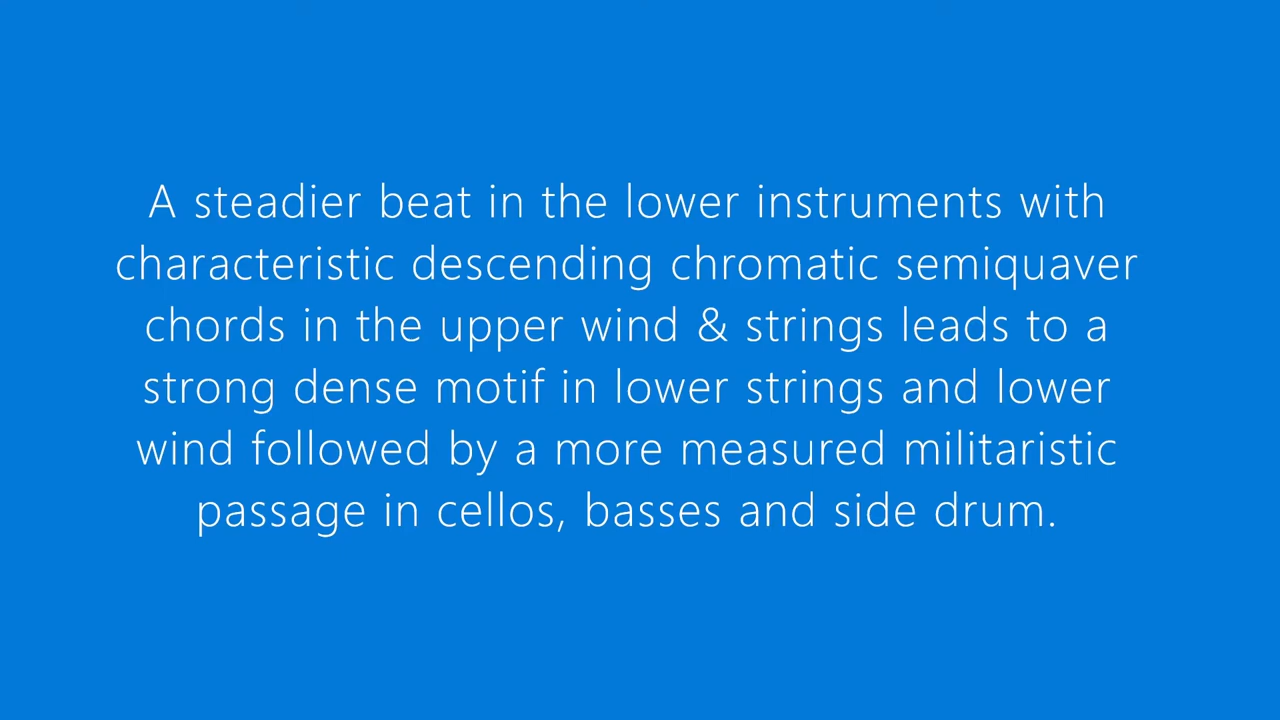 A steadier beat in the lower instruments with
characteristic descending chromatic semiquaver
chords in the upper wind & strings leads to a
strong dense motif in lower strings and lower
wind followed by a more measured militaristic
passage in cellos, basses and side drum.